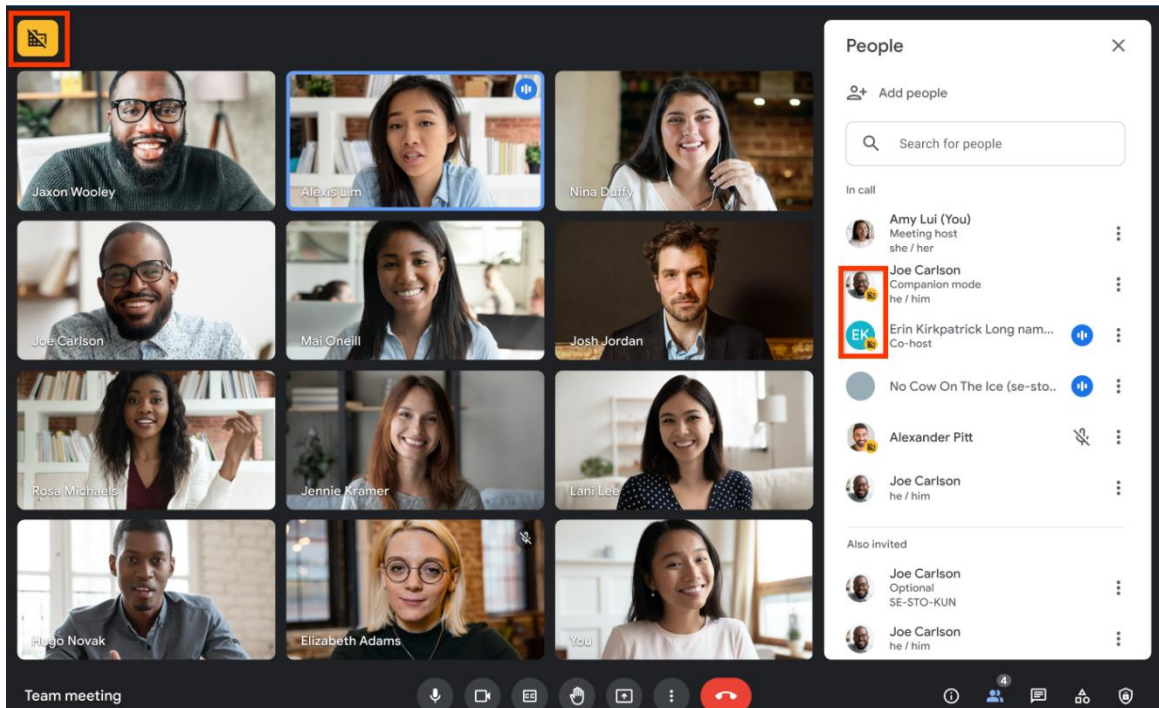 People
Add people
Search for people
In call
Amy Lui (You)
Meeting host
she / her
Joe Carlson
Companion mode
he / him
EK
Erin Kirkpatrick Long nam...
Co-host
No Cow On The Ice (se-sto..
Alexander Pitt
Joe Carlson
he / him
Also invited
Joe Carlson
Optional
SE-STO-KUN
Joe Carlson
he / him
Jaxon Wooley
Alexis Lim
Nina Duffy
Joe Carlson
Mai Oneill
Josh Jordan
Rosa Michaels
Jennie Kramer
Lani Lee
Hugo Novak
Elizabeth Adams
You
Team meeting
CC
4